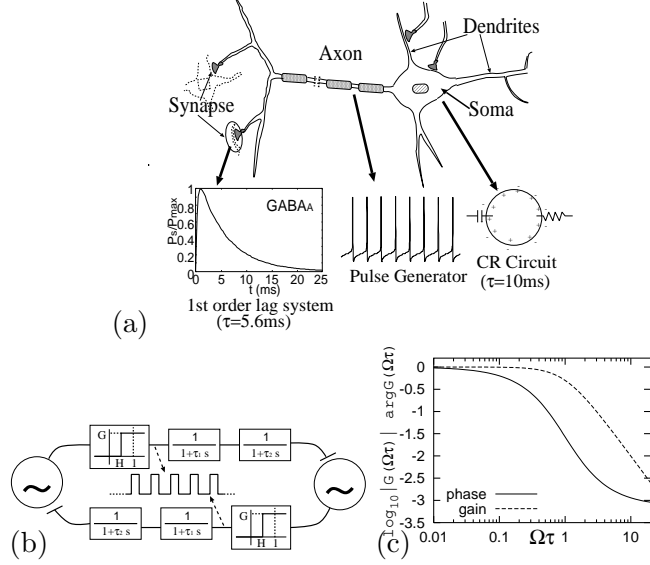 Dendrites
Axon
Synapse
Soma
GABAA
Ps/Pmax
1
0.8
0.6
0.4
0.2
0
0 5 10 15 20 25
t (ms)
1st order lag system
(τ=5.6ms)
Pulse Generator
CR Circuit
(τ=10ms)
(a)
G
H 1
1
1+τ₁ s
1
1+τ₂ s
~
~
1
1+τ₂ s
1
1+τ₁ s
G
H 1
(b)
log₁₀|G(Ωτ)| argG(Ωτ)
0
-0.5
-1
-1.5
-2
-2.5
-3
-3.5
phase
gain
0.01 0.1 1 10
Ωτ
(c)